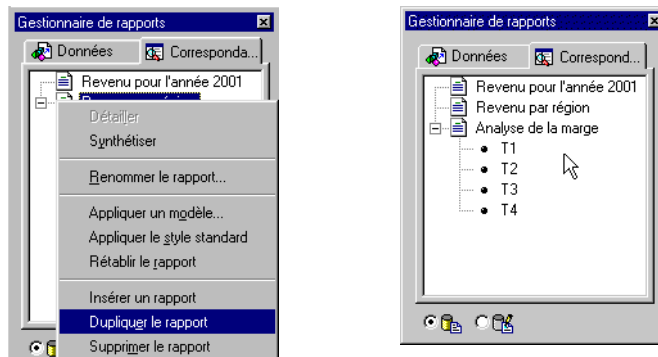 Gestionnaire de rapports
Données
Corresponda...
Revenu pour l'année 2001
Détailler
Synthétiser
Renommer le rapport...
Appliquer un modèle...
Appliquer le style standard
Rétablir le rapport
Insérer un rapport
Dupliquer le rapport
Supprimer le rapport
Gestionnaire de rapports
Données
Correspond...
Revenu pour l'année 2001
Revenu par région
Analyse de la marge
T1
T2
T3
T4